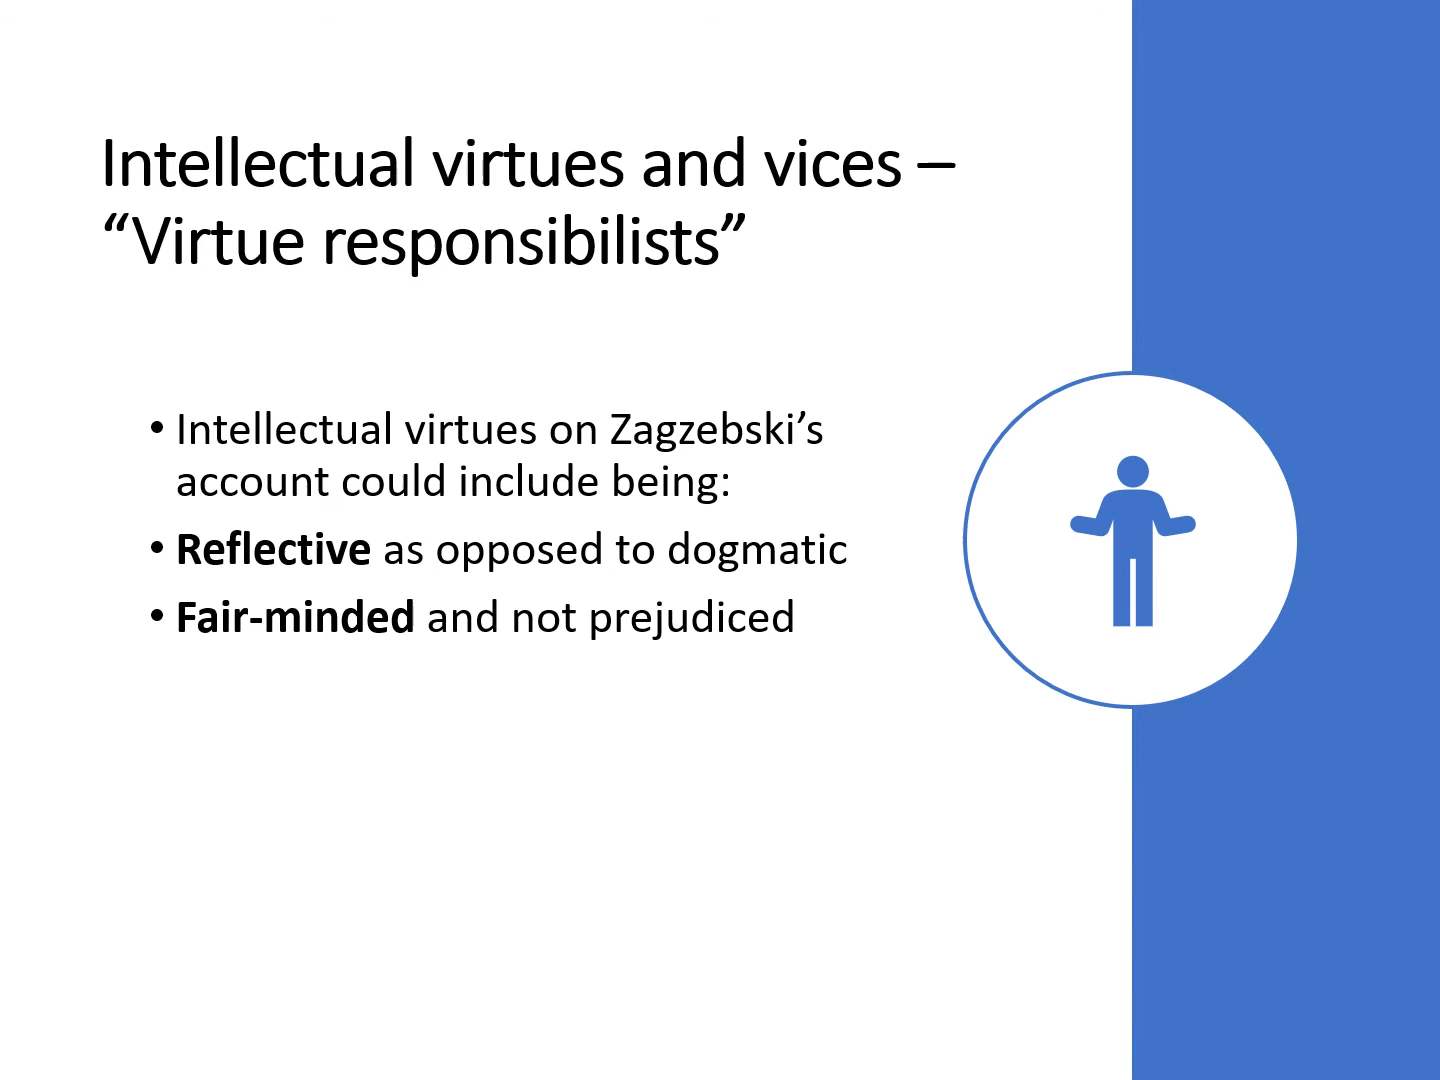 Intellectual virtues and vices –
“Virtue responsibilists”
• Intellectual virtues on Zagzebski’s
account could include being:
• Reflective as opposed to dogmatic
• Fair-minded and not prejudiced